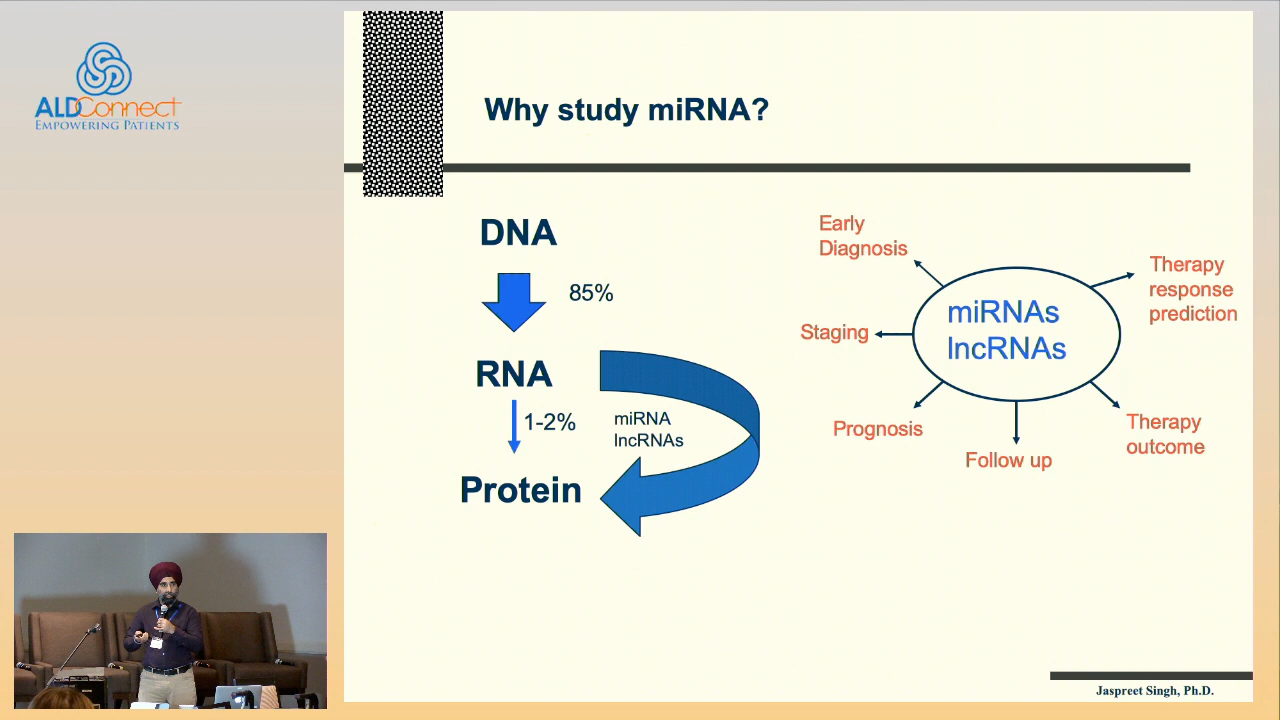 ALDConnect
EMPOWERING PATIENTS
Why study miRNA?
DNA
85%
RNA
1-2%
miRNA
lncRNAs
Protein
Early
Diagnosis
Therapy
response
prediction
miRNAs
lncRNAs
Staging
Prognosis
Therapy
outcome
Follow up
Jaspreet Singh, Ph.D.